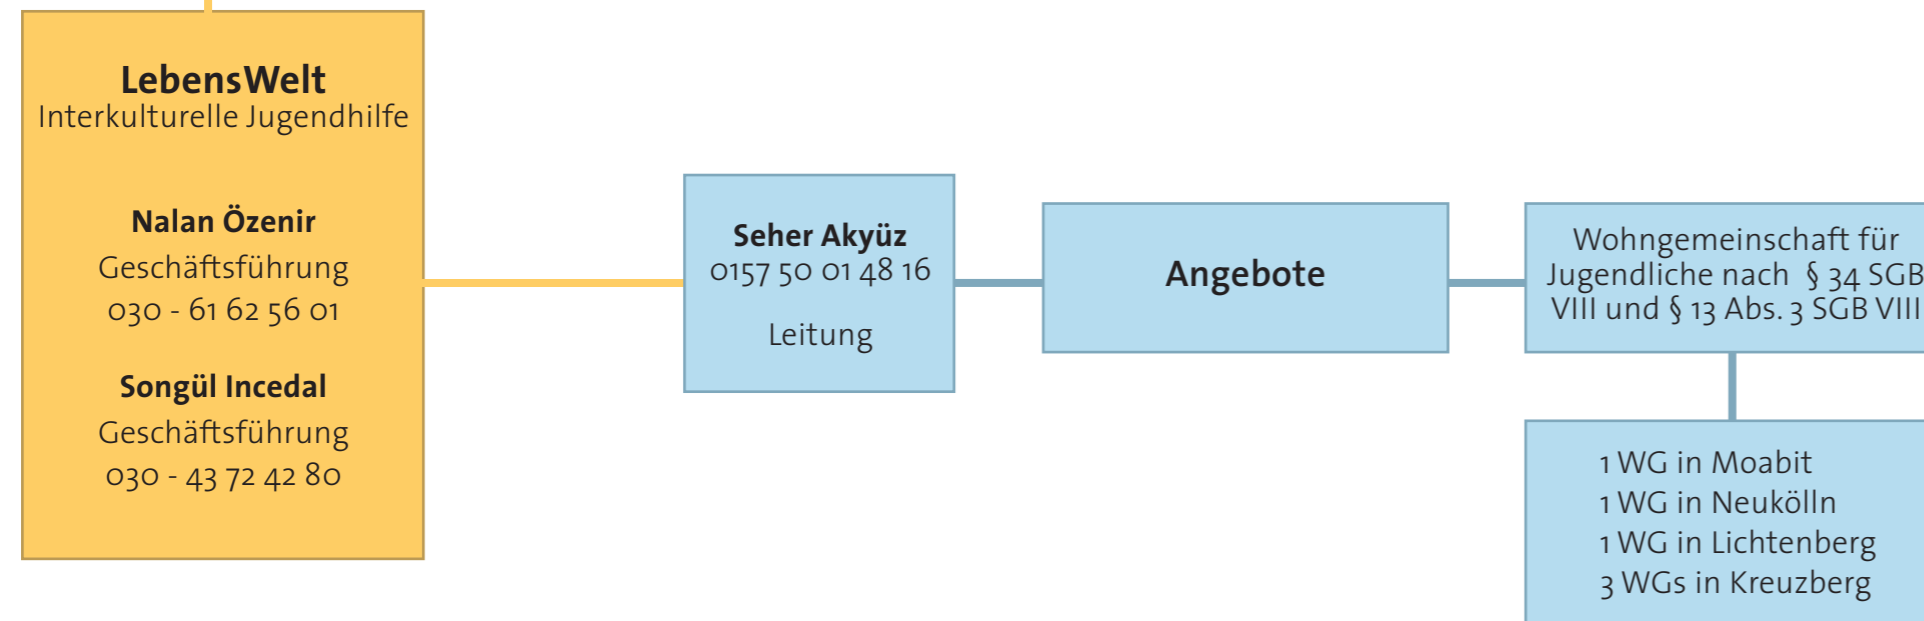 LebensWelt
Interkulturelle Jugendhilfe
Nalan Özenir
Geschäftsführung
030 - 61 62 56 01
Songül Incedal
Geschäftsführung
030 - 43 72 42 80
Seher Akyüz
0157 50 01 48 16
Leitung
Angebote
Wohngemeinschaft für
Jugendliche nach § 34 SGB
VIII und § 13 Abs. 3 SGB VIII
1 WG in Moabit
1 WG in Neukölln
1 WG in Lichtenberg
3 WGs in Kreuzberg